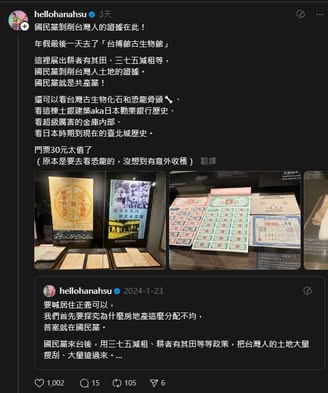 hellohanahsu 3天
國民黨到剮台灣人的證據在此！
年假最後一天去了「台博館古生物館」
這裡展出耕者有其田、三七五減租等，
國民黨到剮台灣人土地的證據。
國民黨就是共產黨！
還可以看台灣古生物化石和恐龍骨頭🦴、
看這棟土銀建築aka日本勸業銀行歷史、
看超級厲害的金庫內部、
看日本時期到現在的臺北城歷史。
門票30元太值了
（原本是要去看恐龍的，沒想到有意外收穫） 翻譯
hellohanahsu 2024-1-23
要喊居住正義可以，
我們首先要探究為什麼房地產這麼分配不均，
答案就在國民黨。
國民黨來台後，用三七五減租、耕者有其田等等政策，把台灣人的土地大量搜刮、大量搶過來。...
1,002 15 105 6